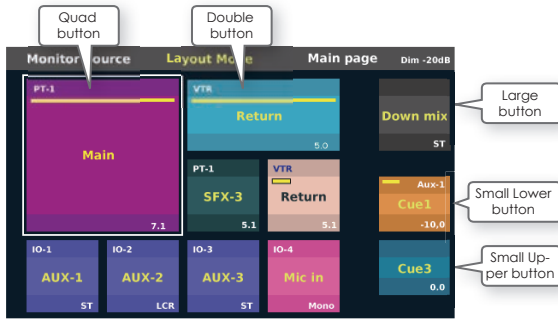 Quad
button
Double
button
Monitor Source
Layout Mode
Main page
Dim -20dB
PT-1
Main
7.1
VTR
Return
5.0
Down mix
ST
Large
button
PT-1
SFX-3
5.1
VTR
Return
5.1
Aux-1
Cue1
-10,0
Small Lower
button
IO-1
AUX-1
ST
IO-2
AUX-2
LCR
IO-3
AUX-3
ST
IO-4
Mic in
Mono
Cue3
0.0
Small Up-
per button